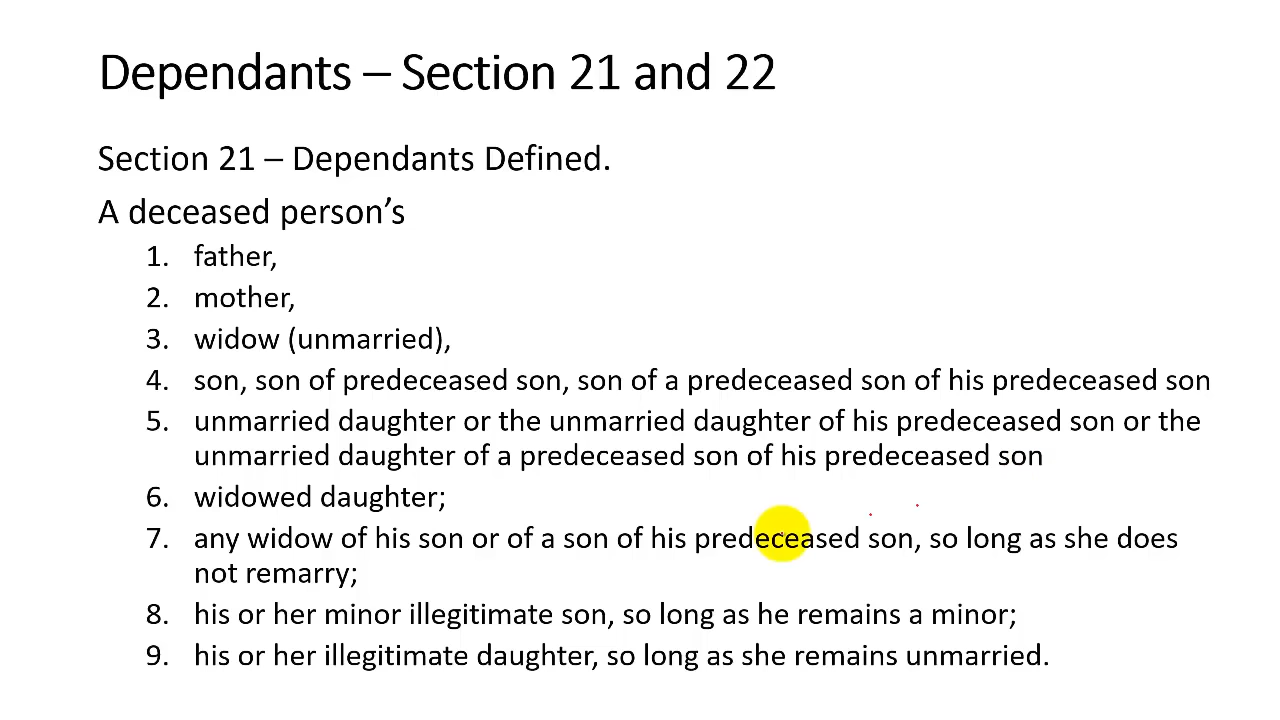 Dependants – Section 21 and 22
Section 21 – Dependants Defined.
A deceased person’s
1. father,
2. mother,
3. widow (unmarried),
4. son, son of predeceased son, son of a predeceased son of his predeceased son
5. unmarried daughter or the unmarried daughter of his predeceased son or the
unmarried daughter of a predeceased son of his predeceased son
6. widowed daughter;
7. any widow of his son or of a son of his predeceased son, so long as she does
not remarry;
8. his or her minor illegitimate son, so long as he remains a minor;
9. his or her illegitimate daughter, so long as she remains unmarried.